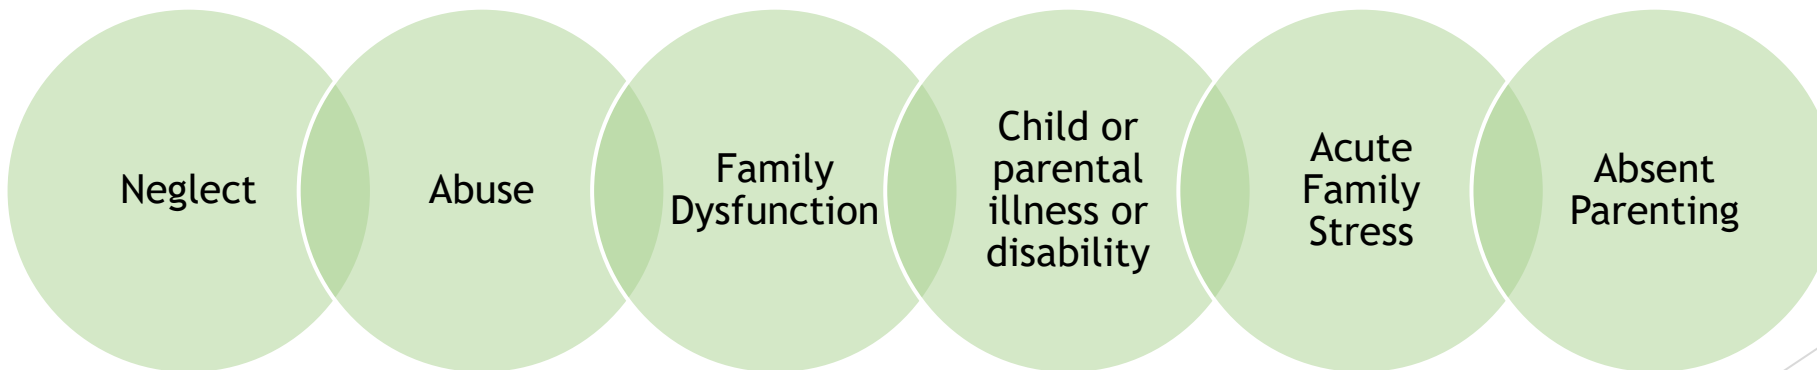 Neglect
Abuse
Family
Dysfunction
Child or
parental
illness or
disability
Acute
Family
Stress
Absent
Parenting